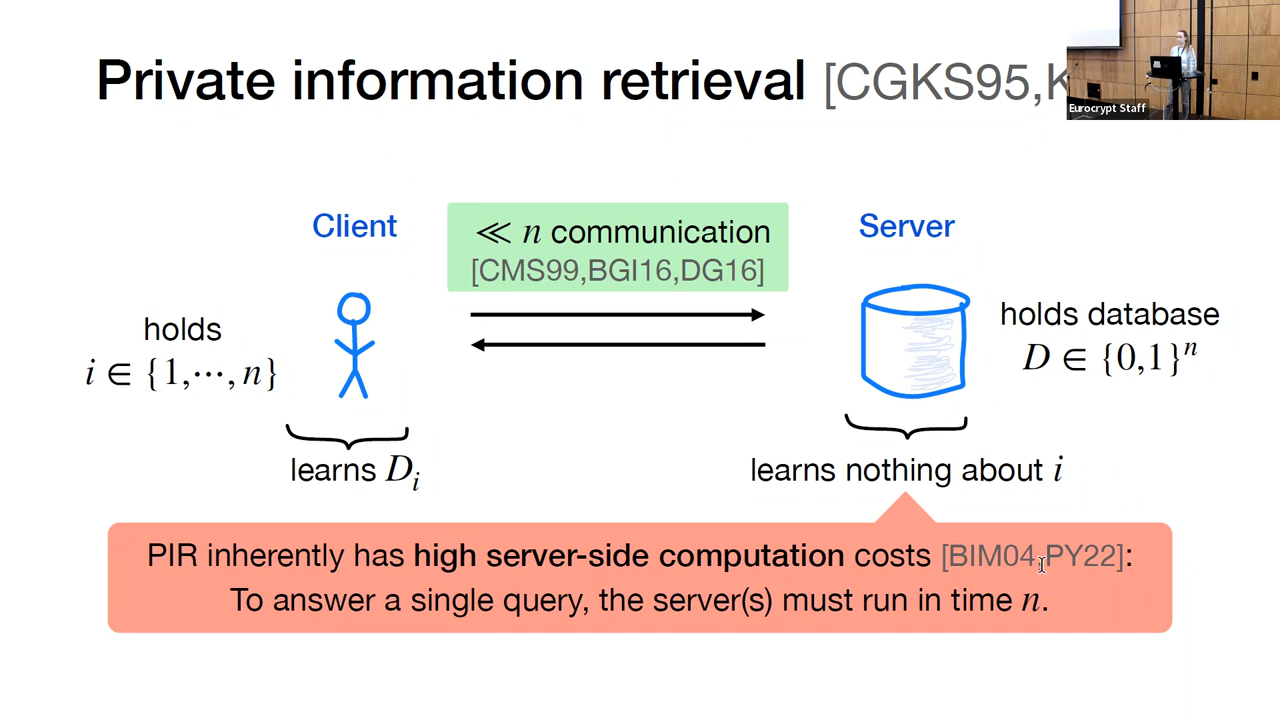 Private information retrieval [CGKS95,K
Eurocrypt Staff
Client
≪ n communication
[CMS99,BGI16,DG16]
Server
holds
i ∈ {1,⋯, n}
holds database
D ∈ {0,1}ⁿ
learns Dᵢ
learns nothing about i
PIR inherently has high server-side computation costs [BIM04,PY22]:
To answer a single query, the server(s) must run in time n.